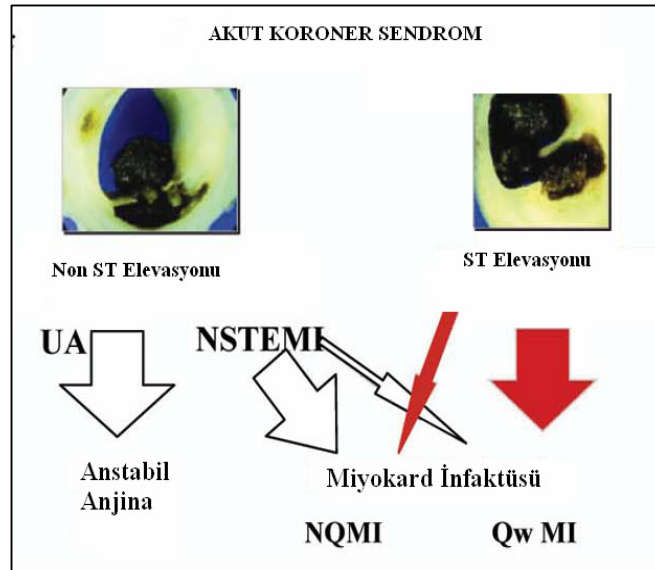 AKUT KORONER SENDROM
Non ST Elevasyonu
ST Elevasyonu
UA
NSTEMI
Anstabil
Anjina
Miyokard İnfaktüsü
NQMI
Qw MI